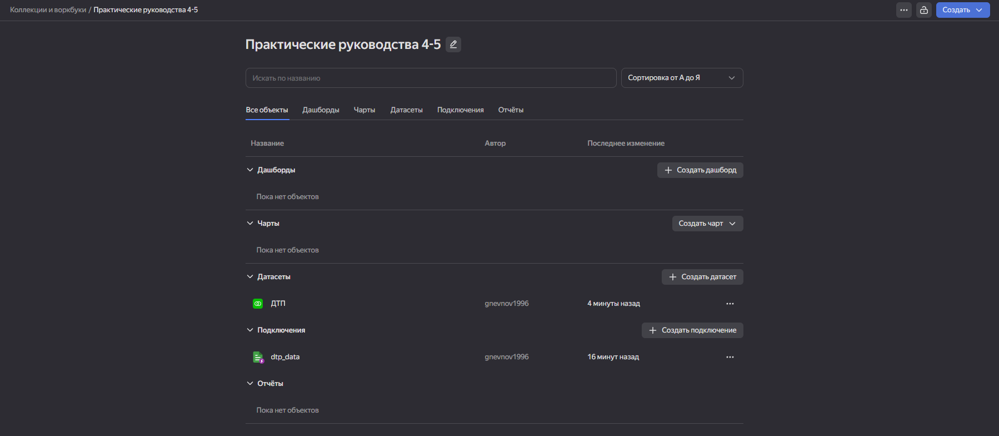 Коллекции и воркбуки / Практические руководства 4-5
Создать
Практические руководства 4-5
Искать по названию
Сортировка от А до Я
Все объекты Дашборды Чарты Датасеты Подключения Отчёты
Название Автор Последнее изменение
Дашборды + Создать дашборд
Пока нет объектов
Чарты Создать чарт
Пока нет объектов
Датасеты + Создать датасет
ДТП gnevnov1996 4 минуты назад
Подключения + Создать подключение
dtp_data gnevnov1996 16 минут назад
Отчёты
Пока нет объектов